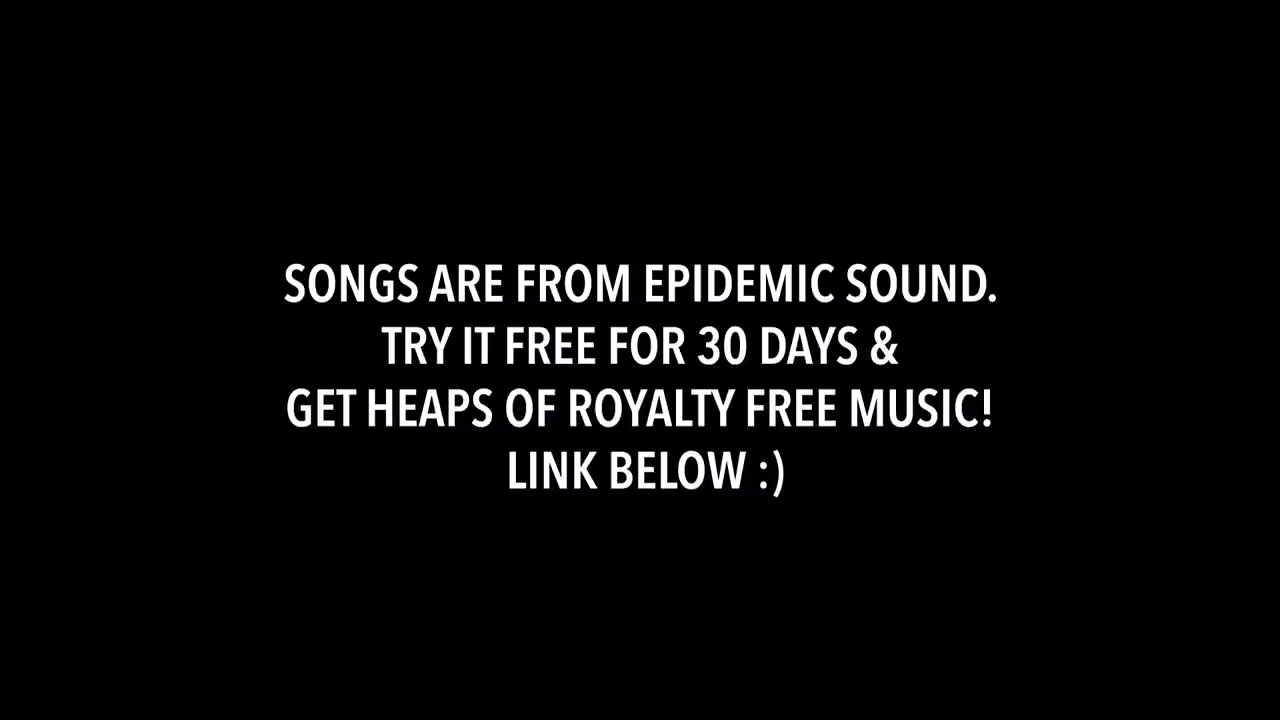 SONGS ARE FROM EPIDEMIC SOUND.
TRY IT FREE FOR 30 DAYS &
GET HEAPS OF ROYALTY FREE MUSIC!
LINK BELOW :)